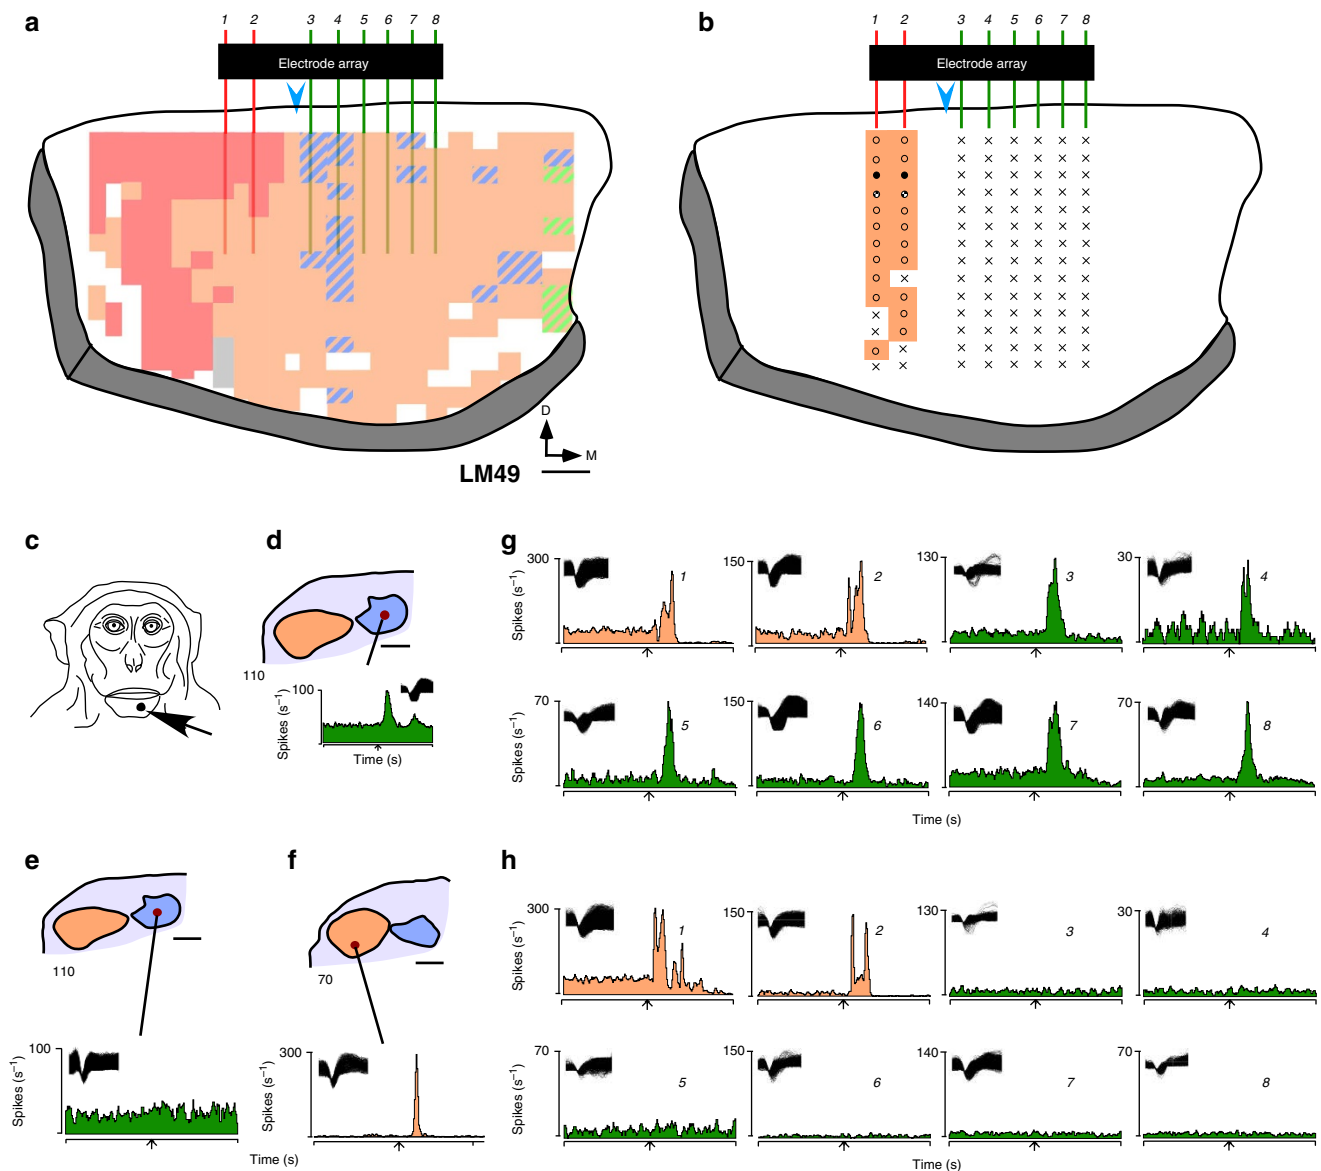 a
1 2 3 4 5 6 7 8
Electrode array
D
M
LM49
b
1 2 3 4 5 6 7 8
Electrode array
c
d
110
100
Spikes (s⁻¹)
Time (s)
e
110
100
Spikes (s⁻¹)
f
70
300
Time (s)
g
Spikes (s⁻¹)
300
1
150
2
130
3
30
4
Spikes (s⁻¹)
70
5
150
6
140
7
70
8
Time (s)
h
Spikes (s⁻¹)
300
1
150
2
130
3
30
4
Spikes (s⁻¹)
70
5
150
6
140
7
70
8
Time (s)